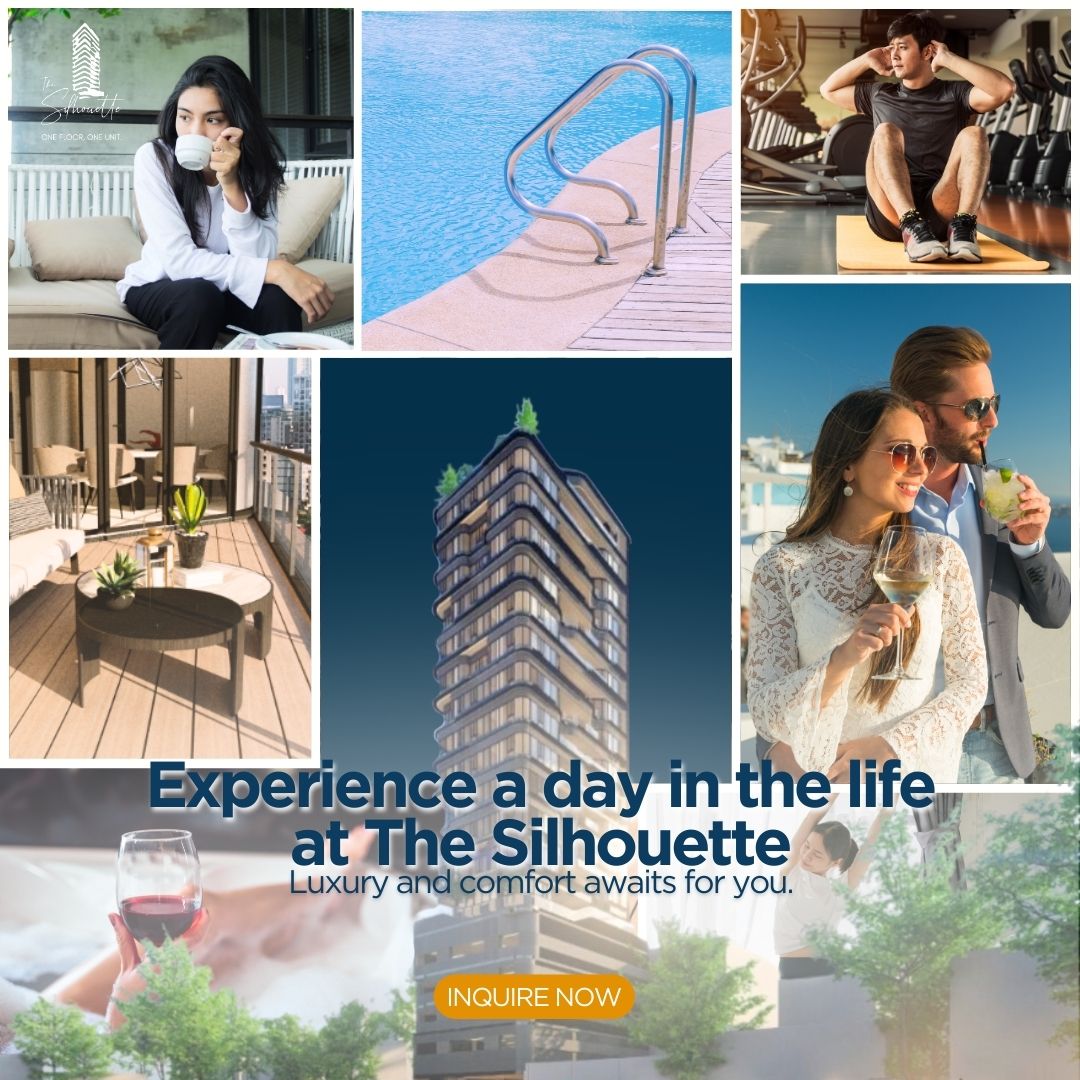 The
Silhouette
ONE FLOOR. ONE UNIT.
Experience a day in the life
at The Silhouette
Luxury and comfort awaits for you.
INQUIRE NOW